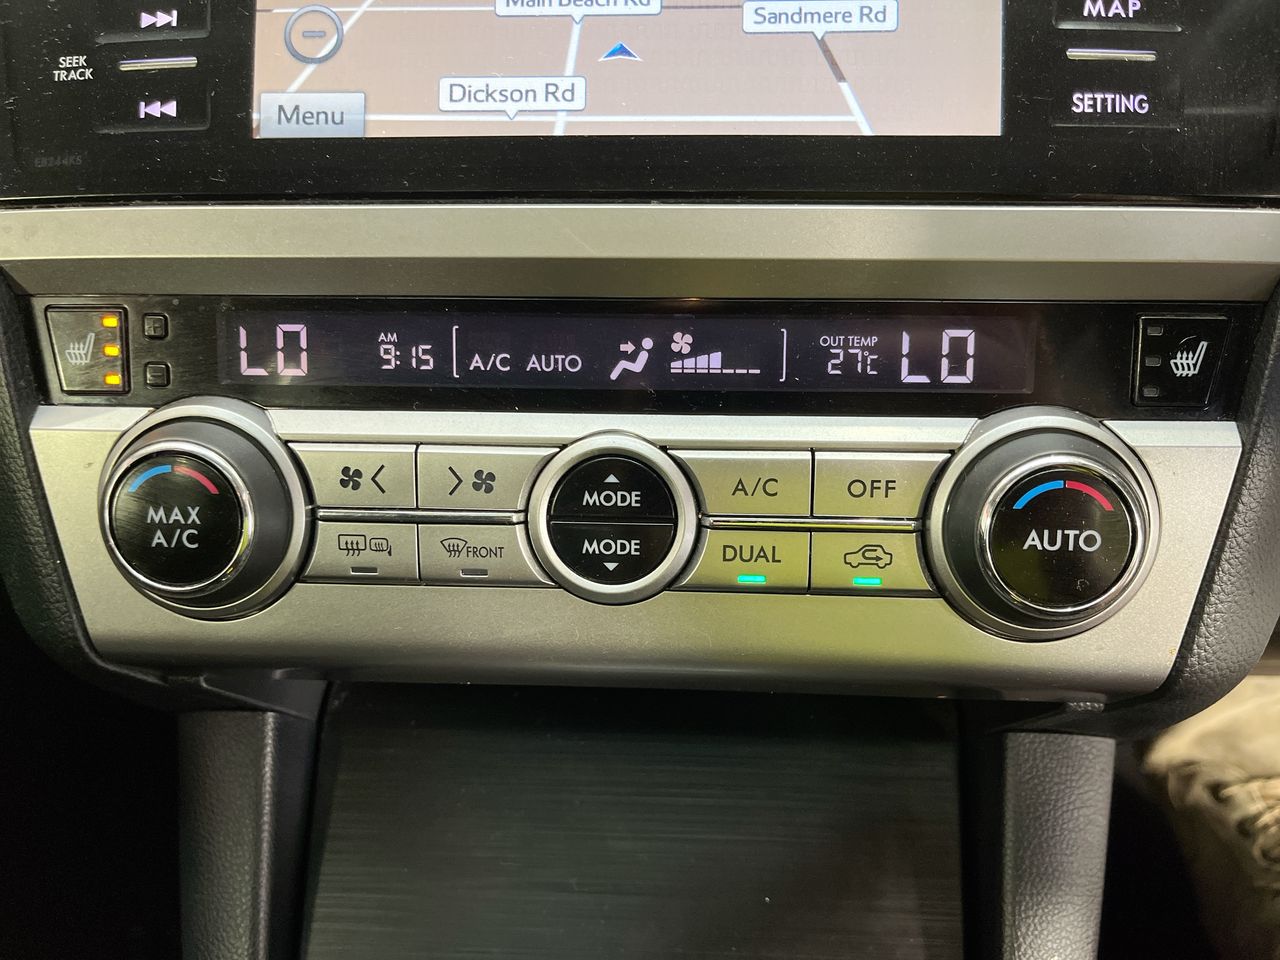 Main Beach Rd
Sandmere Rd
MAP
SEEK
TRACK
Dickson Rd
Menu
SETTING
EB244K5
LO
AM
9:15
A/C AUTO
OUT TEMP
27°C
LO
MAX
A/C
MODE
MODE
FRONT
A/C
OFF
DUAL
AUTO